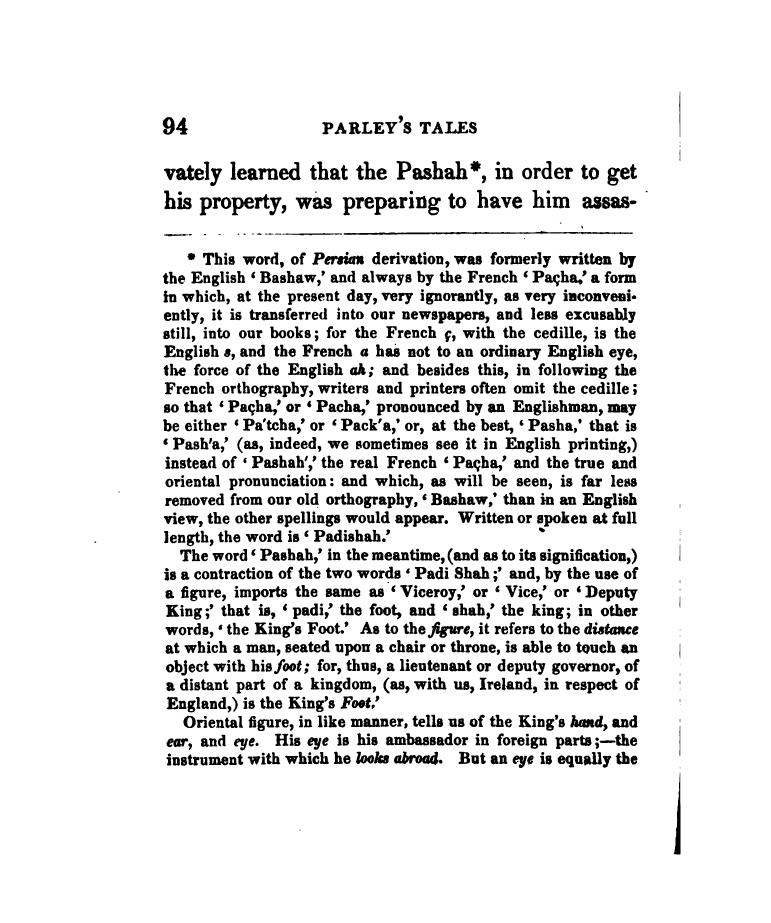 94 PARLEY'S TALES
vately learned that the Pashah*, in order to get
his property, was preparing to have him assas-
* This word, of Persian derivation, was formerly written by
the English ‘ Bashaw,’ and always by the French ‘ Paçha,’ a form
in which, at the present day, very ignorantly, as very inconveni-
ently, it is transferred into our newspapers, and less excusably
still, into our books; for the French ç, with the cedille, is the
English s, and the French a has not to an ordinary English eye,
the force of the English ah; and besides this, in following the
French orthography, writers and printers often omit the cedille;
so that ‘ Paçha,’ or ‘ Pacha,’ pronounced by an Englishman, may
be either ‘ Pa'tcha,’ or ‘ Pack'a,’ or, at the best, ‘ Pasha,’ that is
‘ Pash'a,’ (as, indeed, we sometimes see it in English printing,)
instead of ‘ Pashah',’ the real French ‘ Paçha,’ and the true and
oriental pronunciation: and which, as will be seen, is far less
removed from our old orthography, ‘ Bashaw,’ than in an English
view, the other spellings would appear. Written or spoken at full
length, the word is ‘ Padishah.’
The word ‘ Pashah,’ in the meantime, (and as to its signification,)
is a contraction of the two words ‘ Padi Shah ;’ and, by the use of
a figure, imports the same as ‘ Viceroy,’ or ‘ Vice,’ or ‘ Deputy
King;’ that is, ‘ padi,’ the foot, and ‘ shah,’ the king; in other
words, ‘ the King's Foot.’ As to the figure, it refers to the distance
at which a man, seated upon a chair or throne, is able to touch an
object with his foot; for, thus, a lieutenant or deputy governor, of
a distant part of a kingdom, (as, with us, Ireland, in respect of
England,) is the King's Foot.’
Oriental figure, in like manner, tells us of the King's hand, and
ear, and eye. His eye is his ambassador in foreign parts;—the
instrument with which he looks abroad. But an eye is equally the